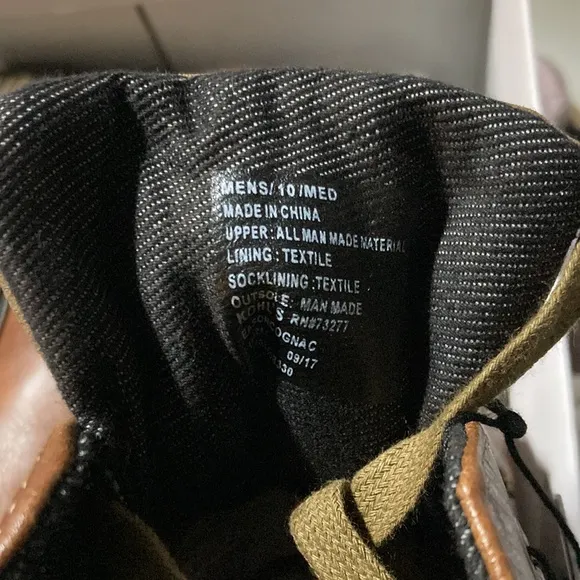 MENS/ 10 /MED
MADE IN CHINA
UPPER : ALL MAN MADE MATERIAL
LINING : TEXTILE
SOCKLINING :TEXTILE
OUTSOLE: MAN MADE
KOHLS RN#73277
COGNAC
09/17